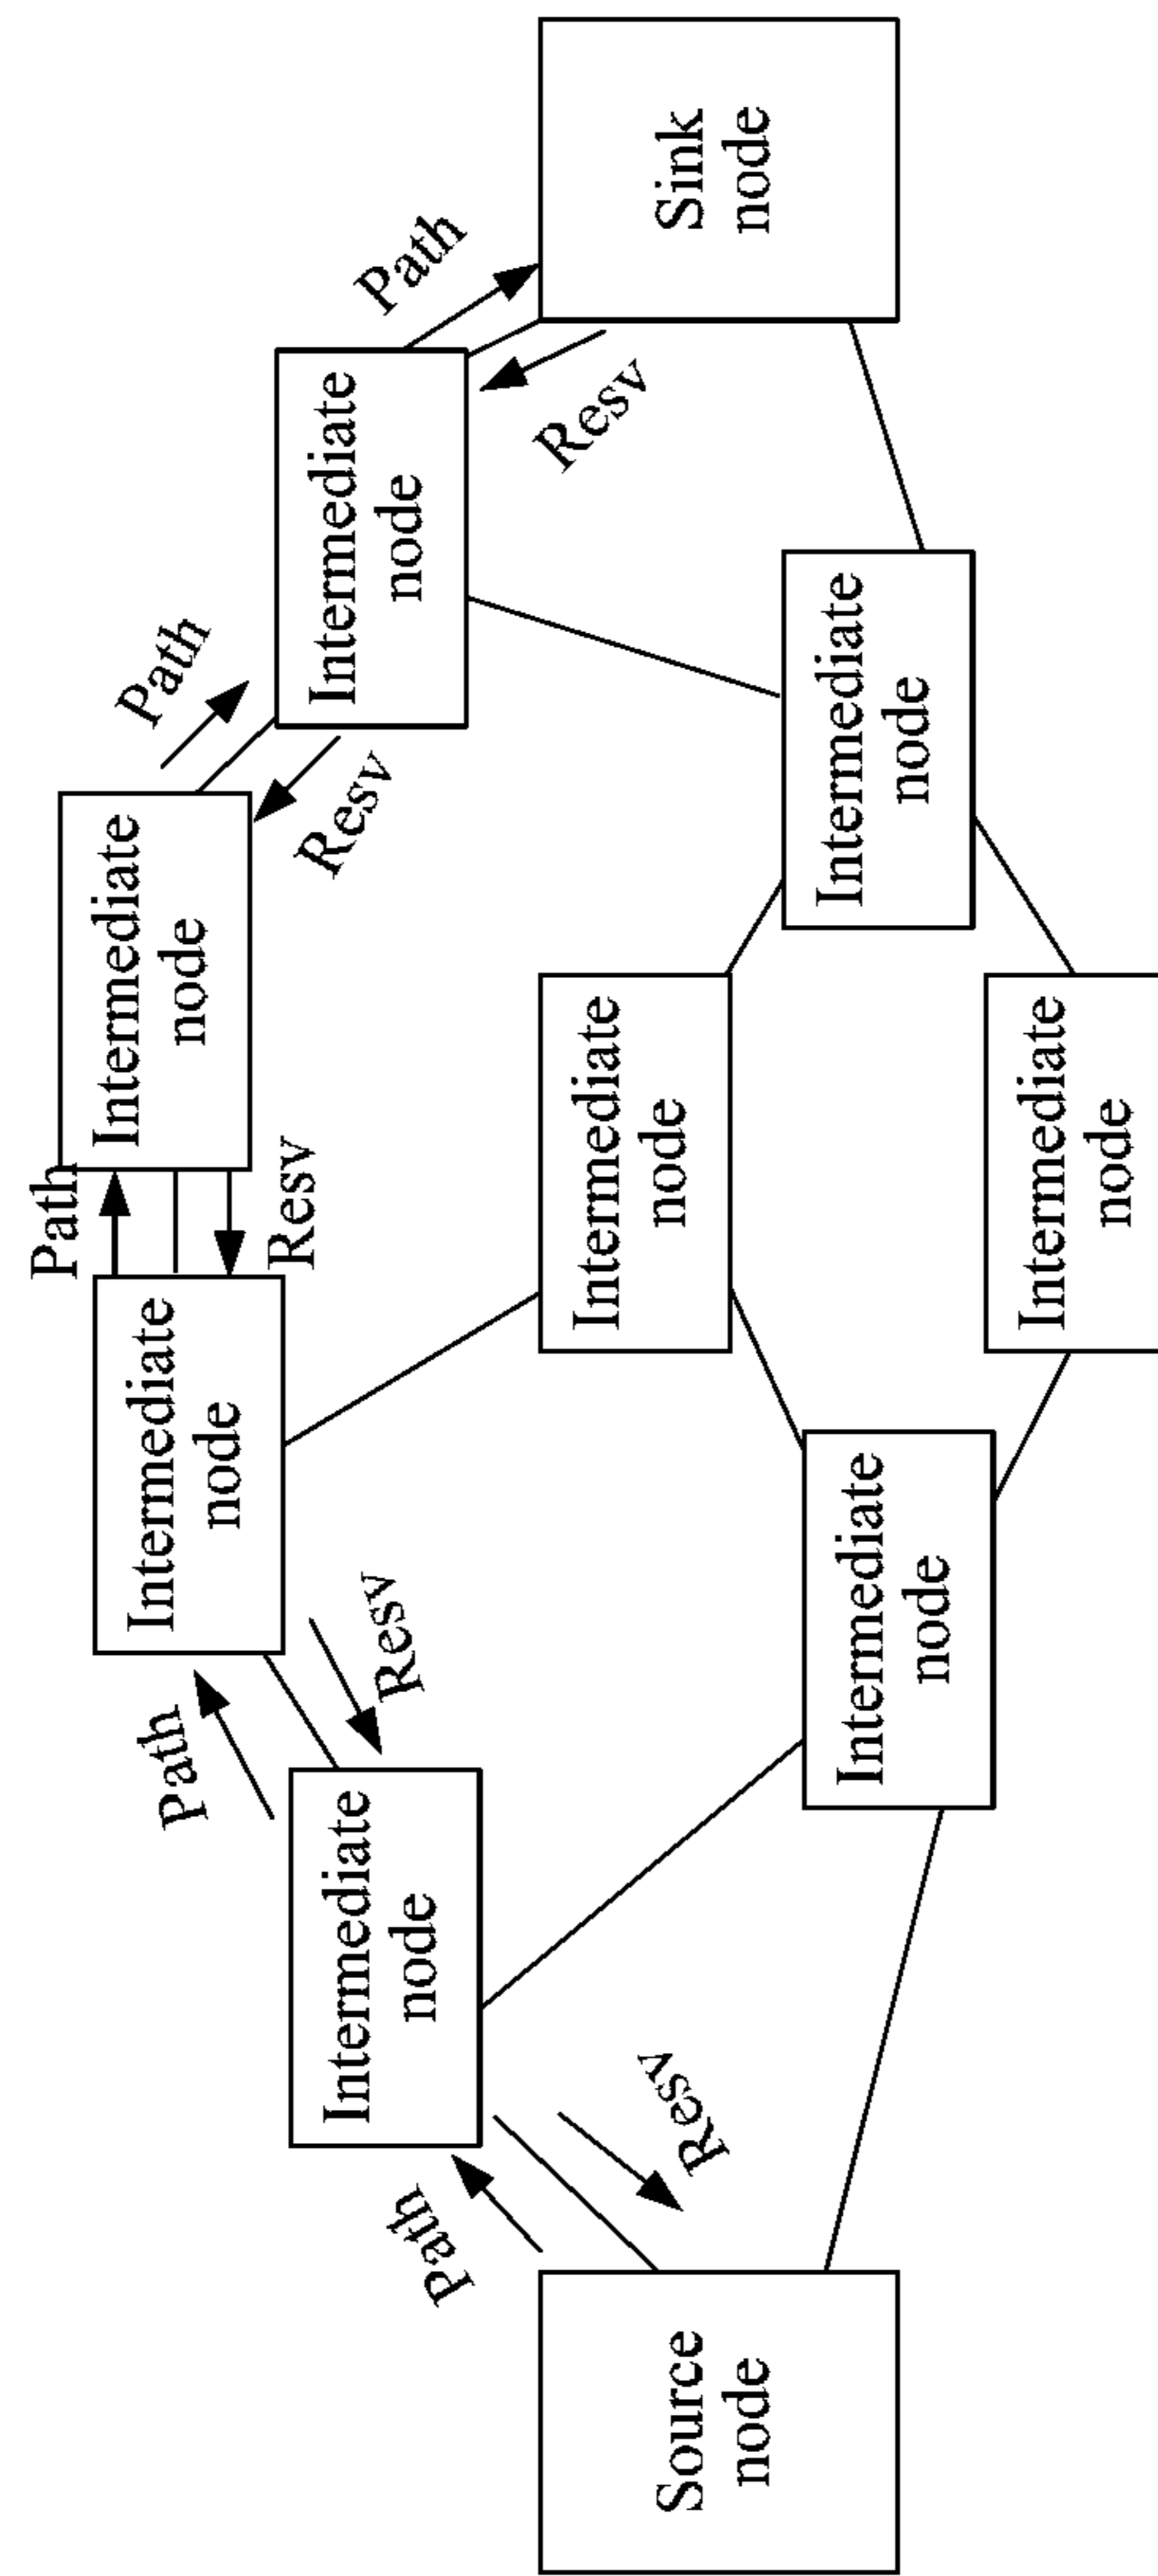 Source
node
Path
Resv
Intermediate
node
Path
Resv
Intermediate
node
Path
Resv
Intermediate
node
Path
Resv
Intermediate
node
Path
Resv
Sink
node
Intermediate
node
Intermediate
node
Intermediate
node
Intermediate
node